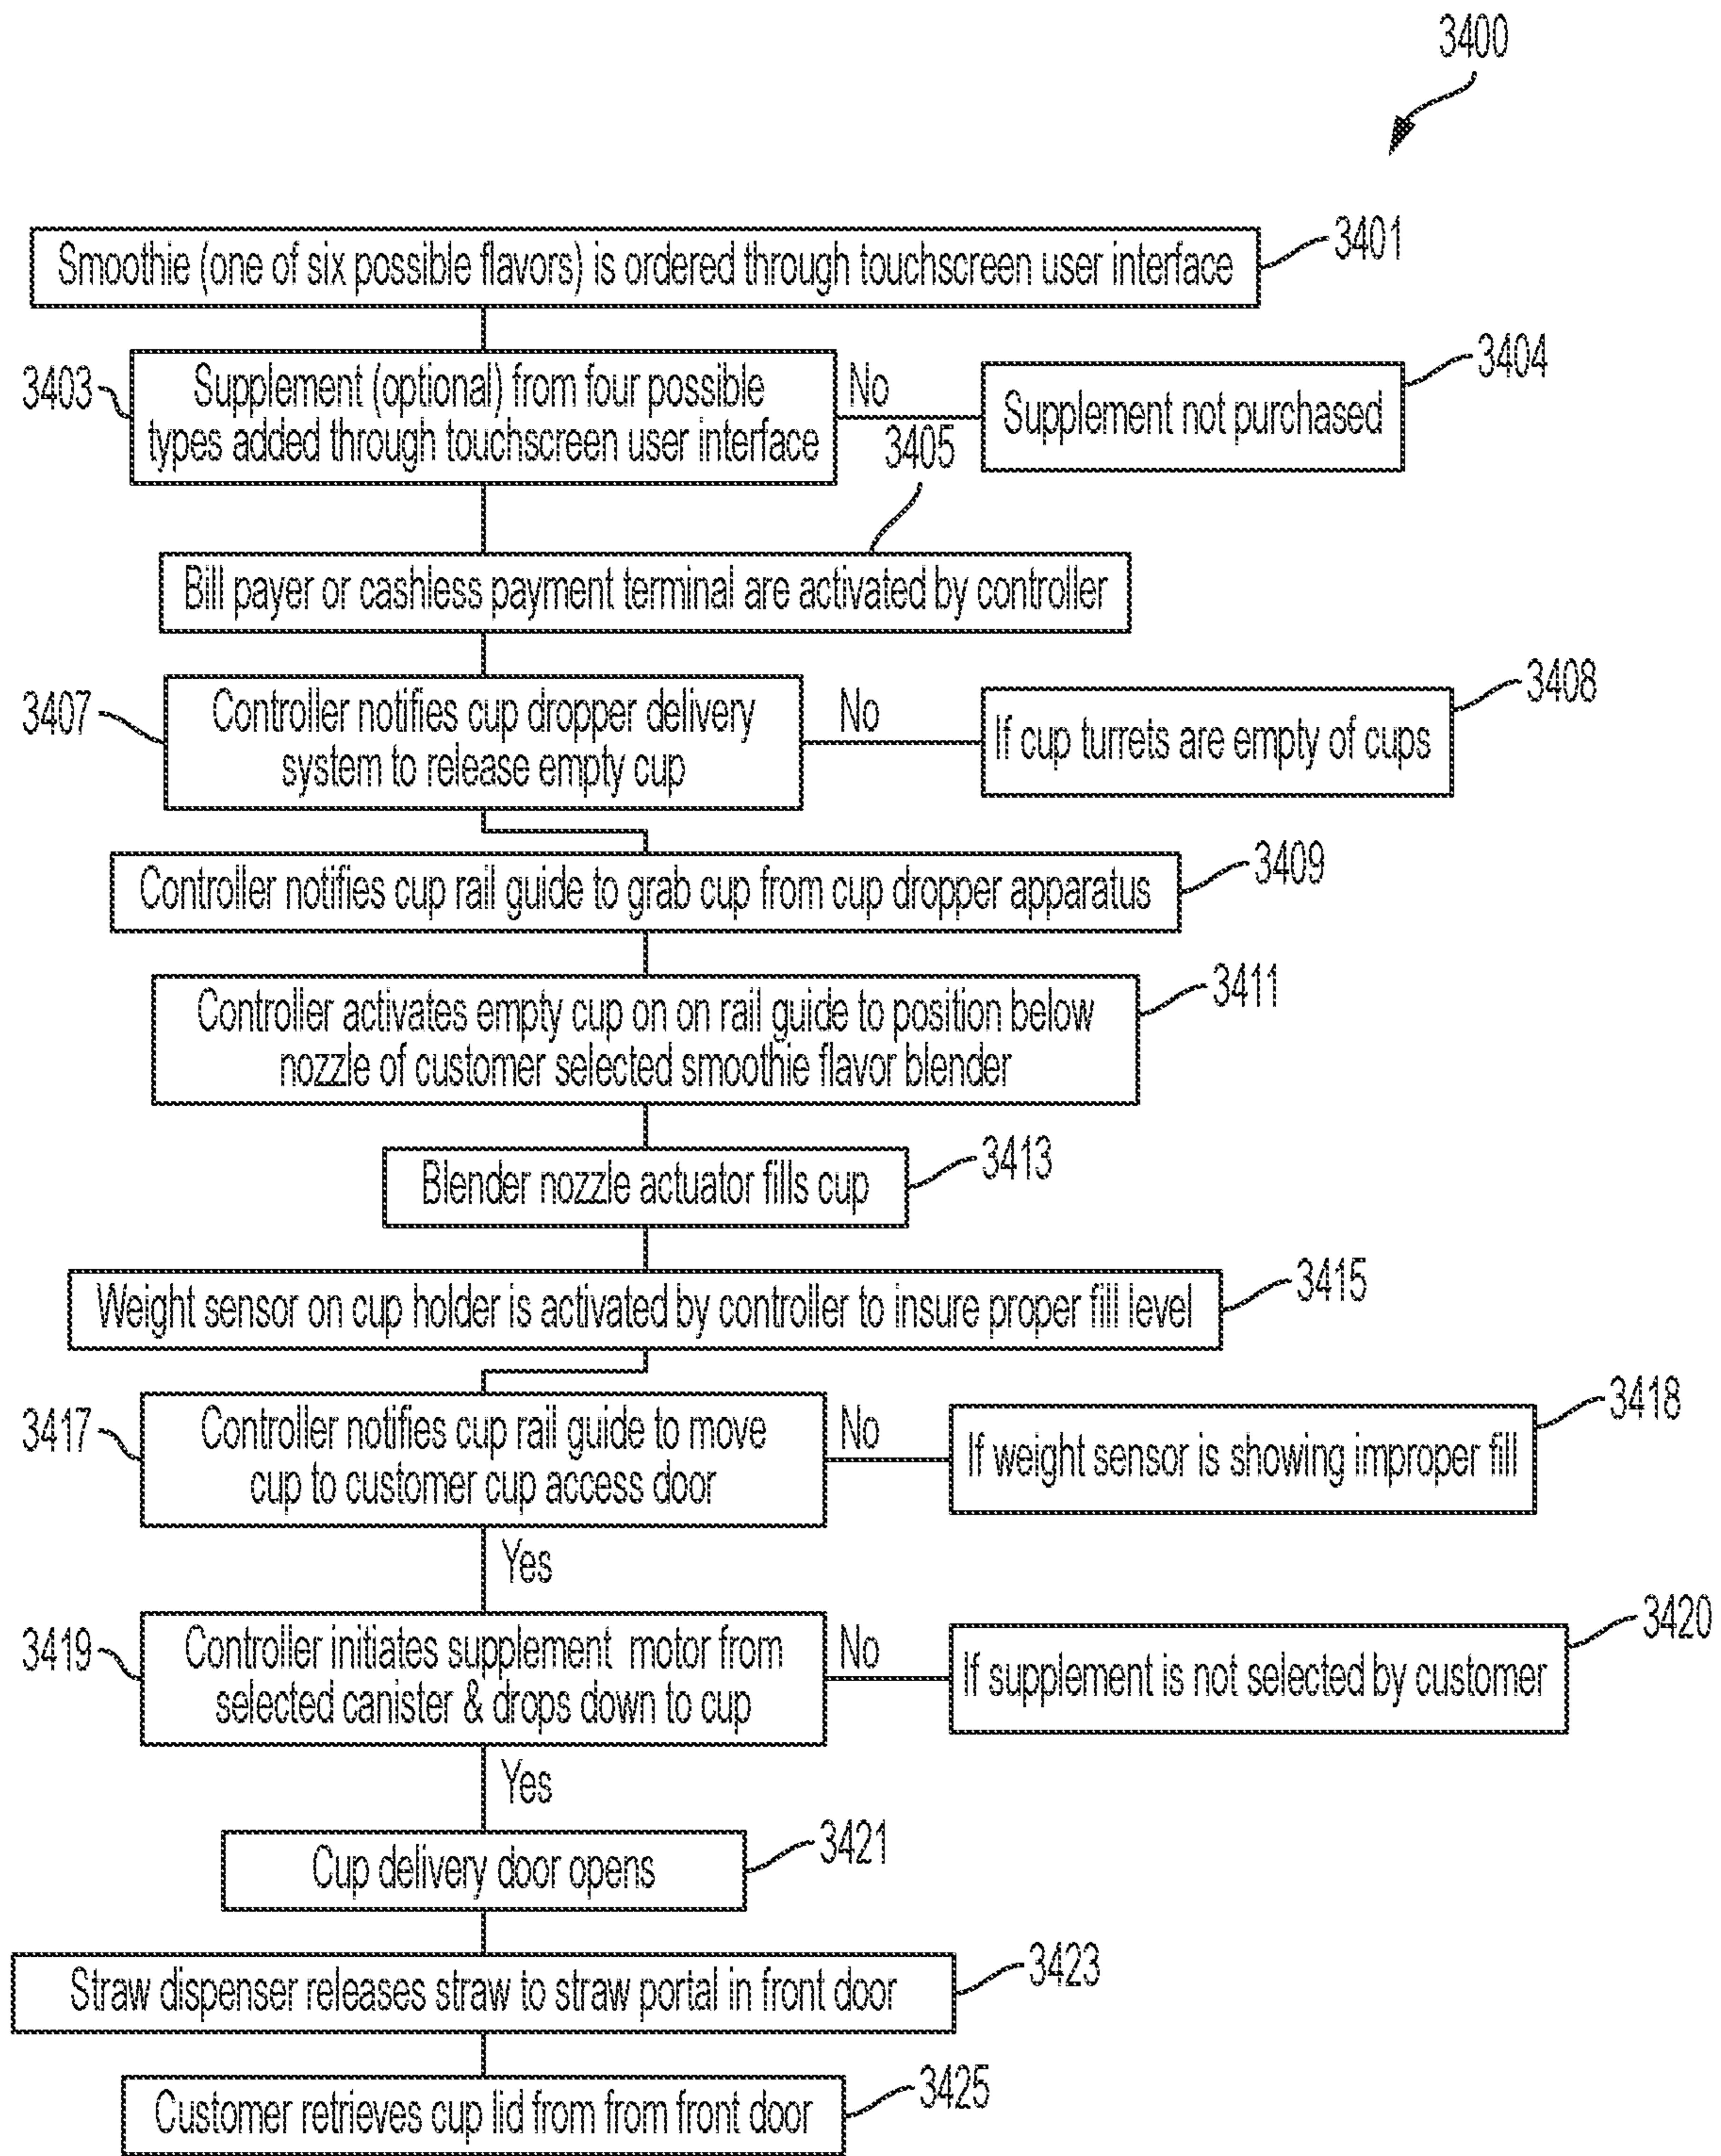 3400
Smoothie (one of six possible flavors) is ordered through touchscreen user interface
3401
3403
Supplement (optional) from four possible
types added through touchscreen user interface
No
Supplement not purchased
3404
3405
Bill payer or cashless payment terminal are activated by controller
3407
Controller notifies cup dropper delivery
system to release empty cup
No
If cup turrets are empty of cups
3408
Controller notifies cup rail guide to grab cup from cup dropper apparatus
3409
Controller activates empty cup on on rail guide to position below
nozzle of customer selected smoothie flavor blender
3411
Blender nozzle actuator fills cup
3413
Weight sensor on cup holder is activated by controller to insure proper fill level
3415
3417
Controller notifies cup rail guide to move
cup to customer cup access door
No
If weight sensor is showing improper fill
3418
Yes
3419
Controller initiates supplement motor from
selected canister & drops down to cup
No
If supplement is not selected by customer
3420
Yes
Cup delivery door opens
3421
Straw dispenser releases straw to straw portal in front door
3423
Customer retrieves cup lid from from front door
3425